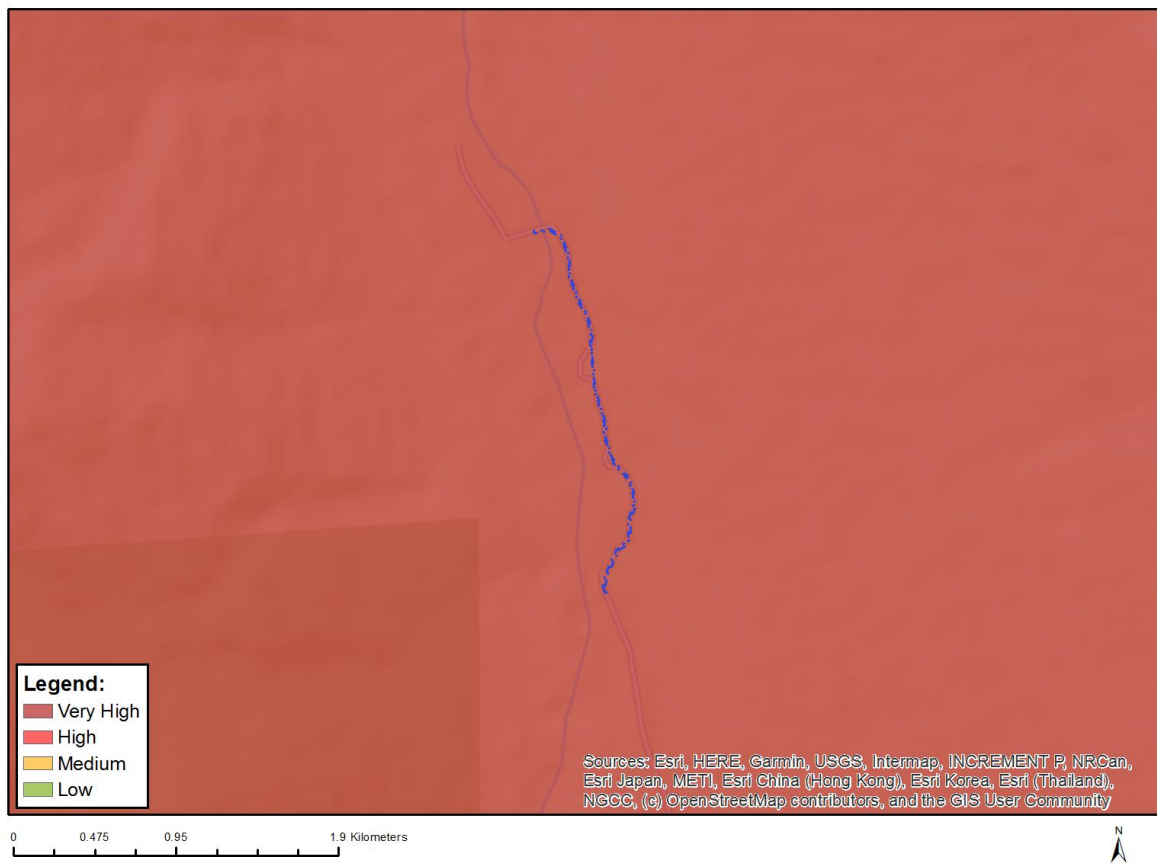 Legend:
Very High
High
Medium
Low
Sources: Esri, HERE, Garmin, USGS, Intermap, INCREMENT P, NRCan,
Esri Japan, METI, Esri China (Hong Kong), Esri Korea, Esri (Thailand),
NGCC, (c) OpenStreetMap contributors, and the GIS User Community
0 0.475 0.95 1.9 Kilometers
N